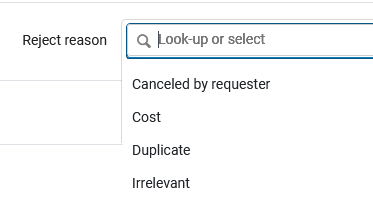 Reject reason
Look-up or select
Canceled by requester
Cost
Duplicate
Irrelevant